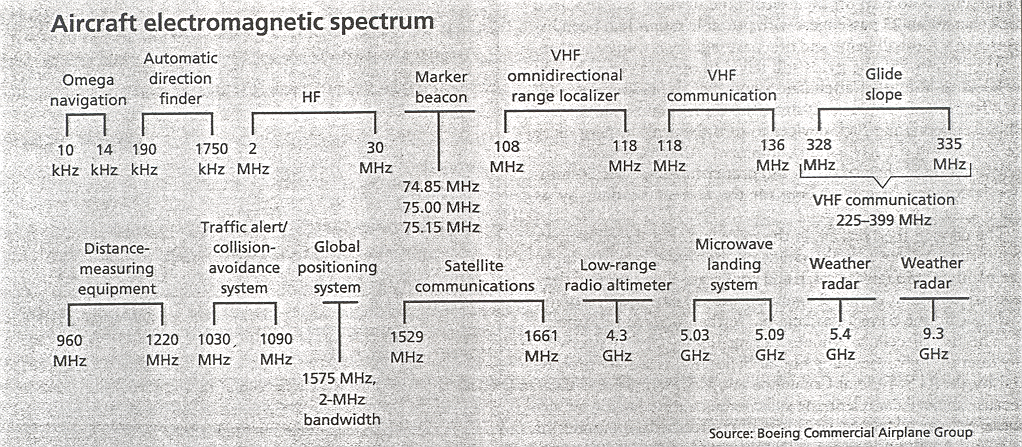 Aircraft electromagnetic spectrum
Omega
navigation
Automatic
direction
finder
HF
Marker
beacon
VHF
omnidirectional
range localizer
VHF
communication
Glide
slope
10
kHz
14
kHz
190
kHz
1750
kHz
2
MHz
30
MHz
74.85 MHz
75.00 MHz
75.15 MHz
108
MHz
118
MHz
118
MHz
136
MHz
328
MHz
335
MHz
VHF communication
225–399 MHz
Distance-
measuring
equipment
Traffic alert/
collision-
avoidance
system
Global
positioning
system
Satellite
communications
Low-range
radio altimeter
Microwave
landing
system
Weather
radar
Weather
radar
960
MHz
1220
MHz
1030
MHz
1090
MHz
1575 MHz,
2-MHz
bandwidth
1529
MHz
1661
MHz
4.3
GHz
5.03
GHz
5.09
GHz
5.4
GHz
9.3
GHz
Source: Boeing Commercial Airplane Group